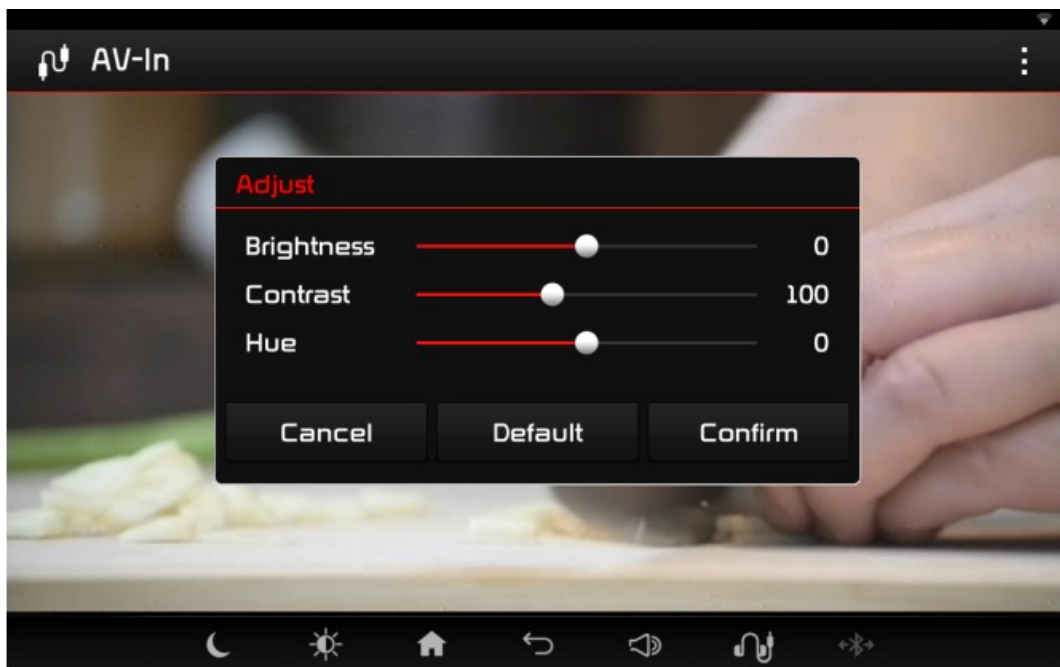 AV-In
Adjust
Brightness 0
Contrast 100
Hue 0
Cancel Default Confirm